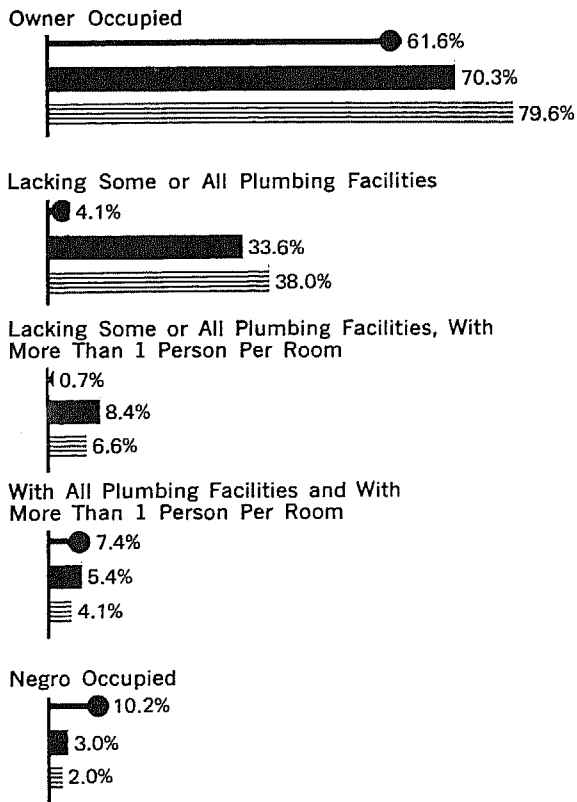 Owner Occupied
61.6%
70.3%
79.6%
Lacking Some or All Plumbing Facilities
4.1%
33.6%
38.0%
Lacking Some or All Plumbing Facilities, With
More Than 1 Person Per Room
0.7%
8.4%
6.6%
With All Plumbing Facilities and With
More Than 1 Person Per Room
7.4%
5.4%
4.1%
Negro Occupied
10.2%
3.0%
2.0%